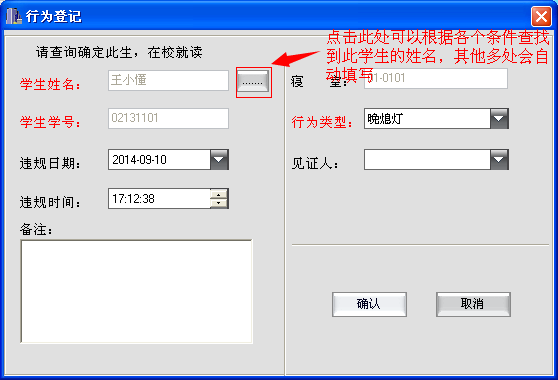 行为登记
请查询确定此生，在校就读
点击此处可以根据各个条件查找
到此学生的姓名，其他多处会自
动填写
学生姓名：
王小懂
.......
寝 室：
01-0101
学生学号：
02131101
行为类型：
晚熄灯
违规日期：
2014-09-10
见证人：
违规时间：
17:12:38
备注：
确认
取消